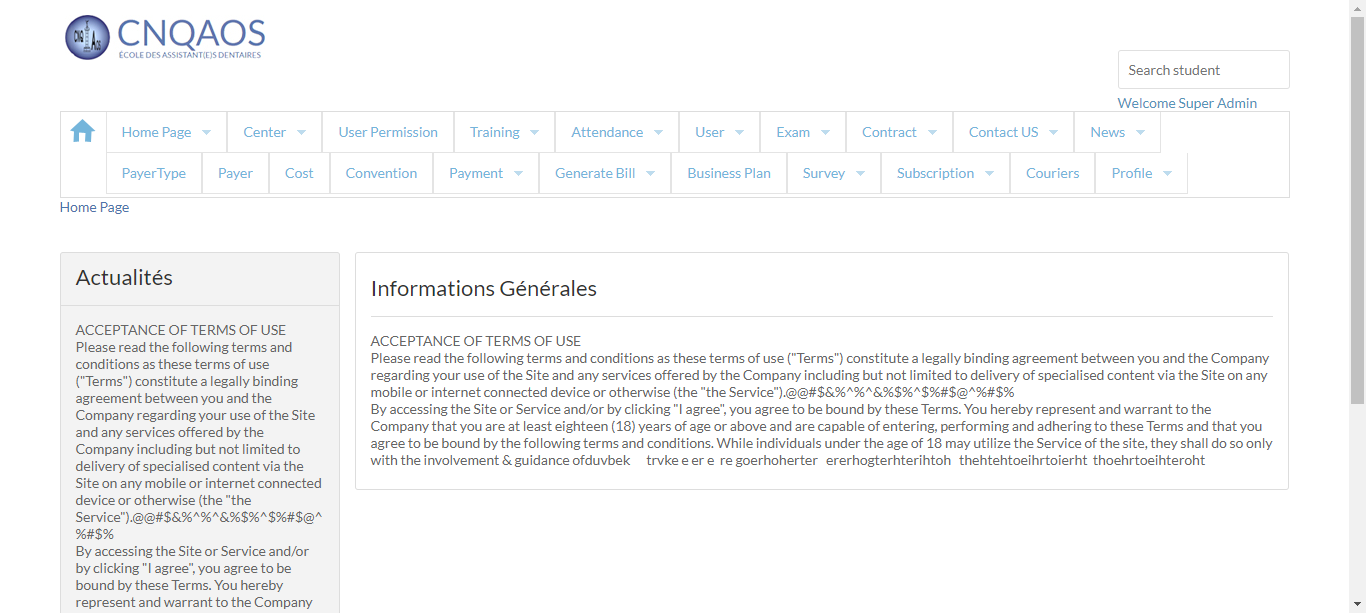 CNQ AOS
CNQAOS
ÉCOLE DES ASSISTANT(E)S DENTAIRES
Search student
Welcome Super Admin
Home Page Center User Permission Training Attendance User Exam Contract Contact US News
PayerType Payer Cost Convention Payment Generate Bill Business Plan Survey Subscription Couriers Profile
Home Page
Actualités
ACCEPTANCE OF TERMS OF USE
Please read the following terms and
conditions as these terms of use
("Terms") constitute a legally binding
agreement between you and the
Company regarding your use of the Site
and any services offered by the
Company including but not limited to
delivery of specialised content via the
Site on any mobile or internet connected
device or otherwise (the "the
Service").@@#$&%^%^&%$%^$%#$@^
%#$%
By accessing the Site or Service and/or
by clicking "I agree", you agree to be
bound by these Terms. You hereby
represent and warrant to the Company
Informations Générales
ACCEPTANCE OF TERMS OF USE
Please read the following terms and conditions as these terms of use ("Terms") constitute a legally binding agreement between you and the Company
regarding your use of the Site and any services offered by the Company including but not limited to delivery of specialised content via the Site on any
mobile or internet connected device or otherwise (the "the Service").@@#$&%^%^&%$%^$%#$@^%#$%
By accessing the Site or Service and/or by clicking "I agree", you agree to be bound by these Terms. You hereby represent and warrant to the
Company that you are at least eighteen (18) years of age or above and are capable of entering, performing and adhering to these Terms and that you
agree to be bound by the following terms and conditions. While individuals under the age of 18 may utilize the Service of the site, they shall do so only
with the involvement & guidance ofduvbek trvke e er e re goerhoherter ererhogterhterihtoh thehtehtoeihrtoierht thoehrtoeihteroht